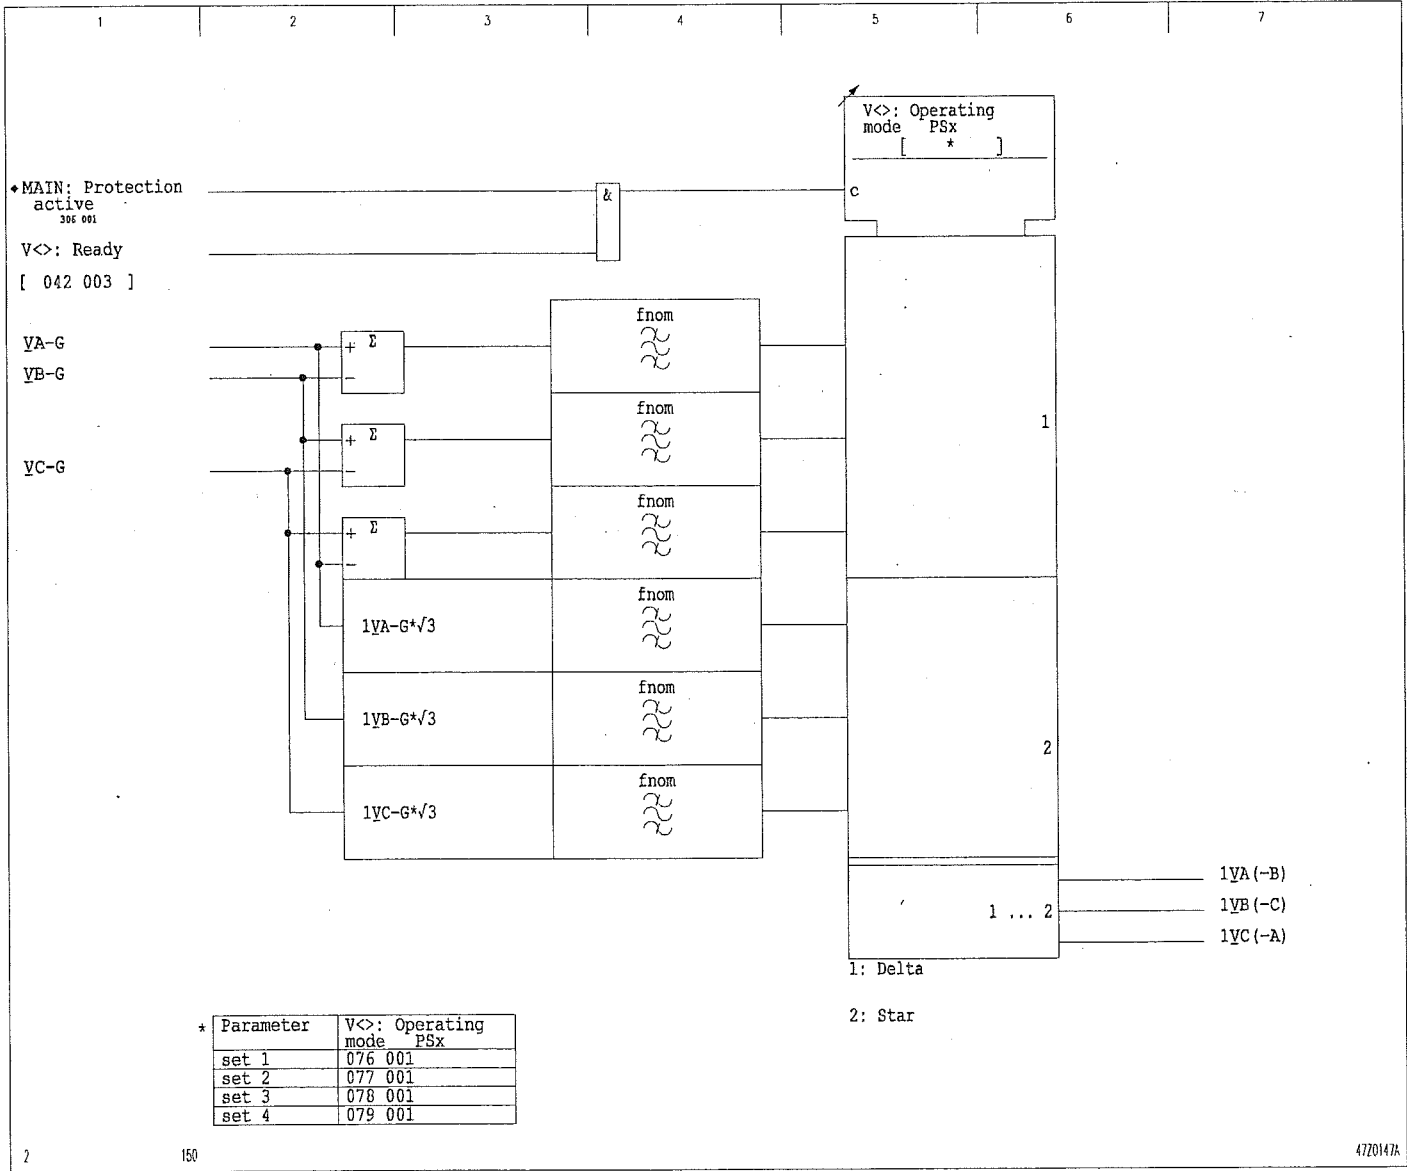 1 2 3 4 5 6 7
V<>: Operating
mode PSx
[ * ]
MAIN: Protection
active
306 001
& c
V<>: Ready
[ 042 003 ]
fnom
VA-G + Σ
VB-G -
fnom
+ Σ 1
VC-G -
fnom
+ Σ
-
fnom
1VA-G*√3
fnom
1VB-G*√3
2
fnom
1VC-G*√3
1VA(-B)
1 ... 2 1VB(-C)
1VC(-A)
1: Delta
2: Star
* Parameter V<>: Operating
mode PSx
set 1 076 001
set 2 077 001
set 3 078 001
set 4 079 001
2 150 47Z0147A